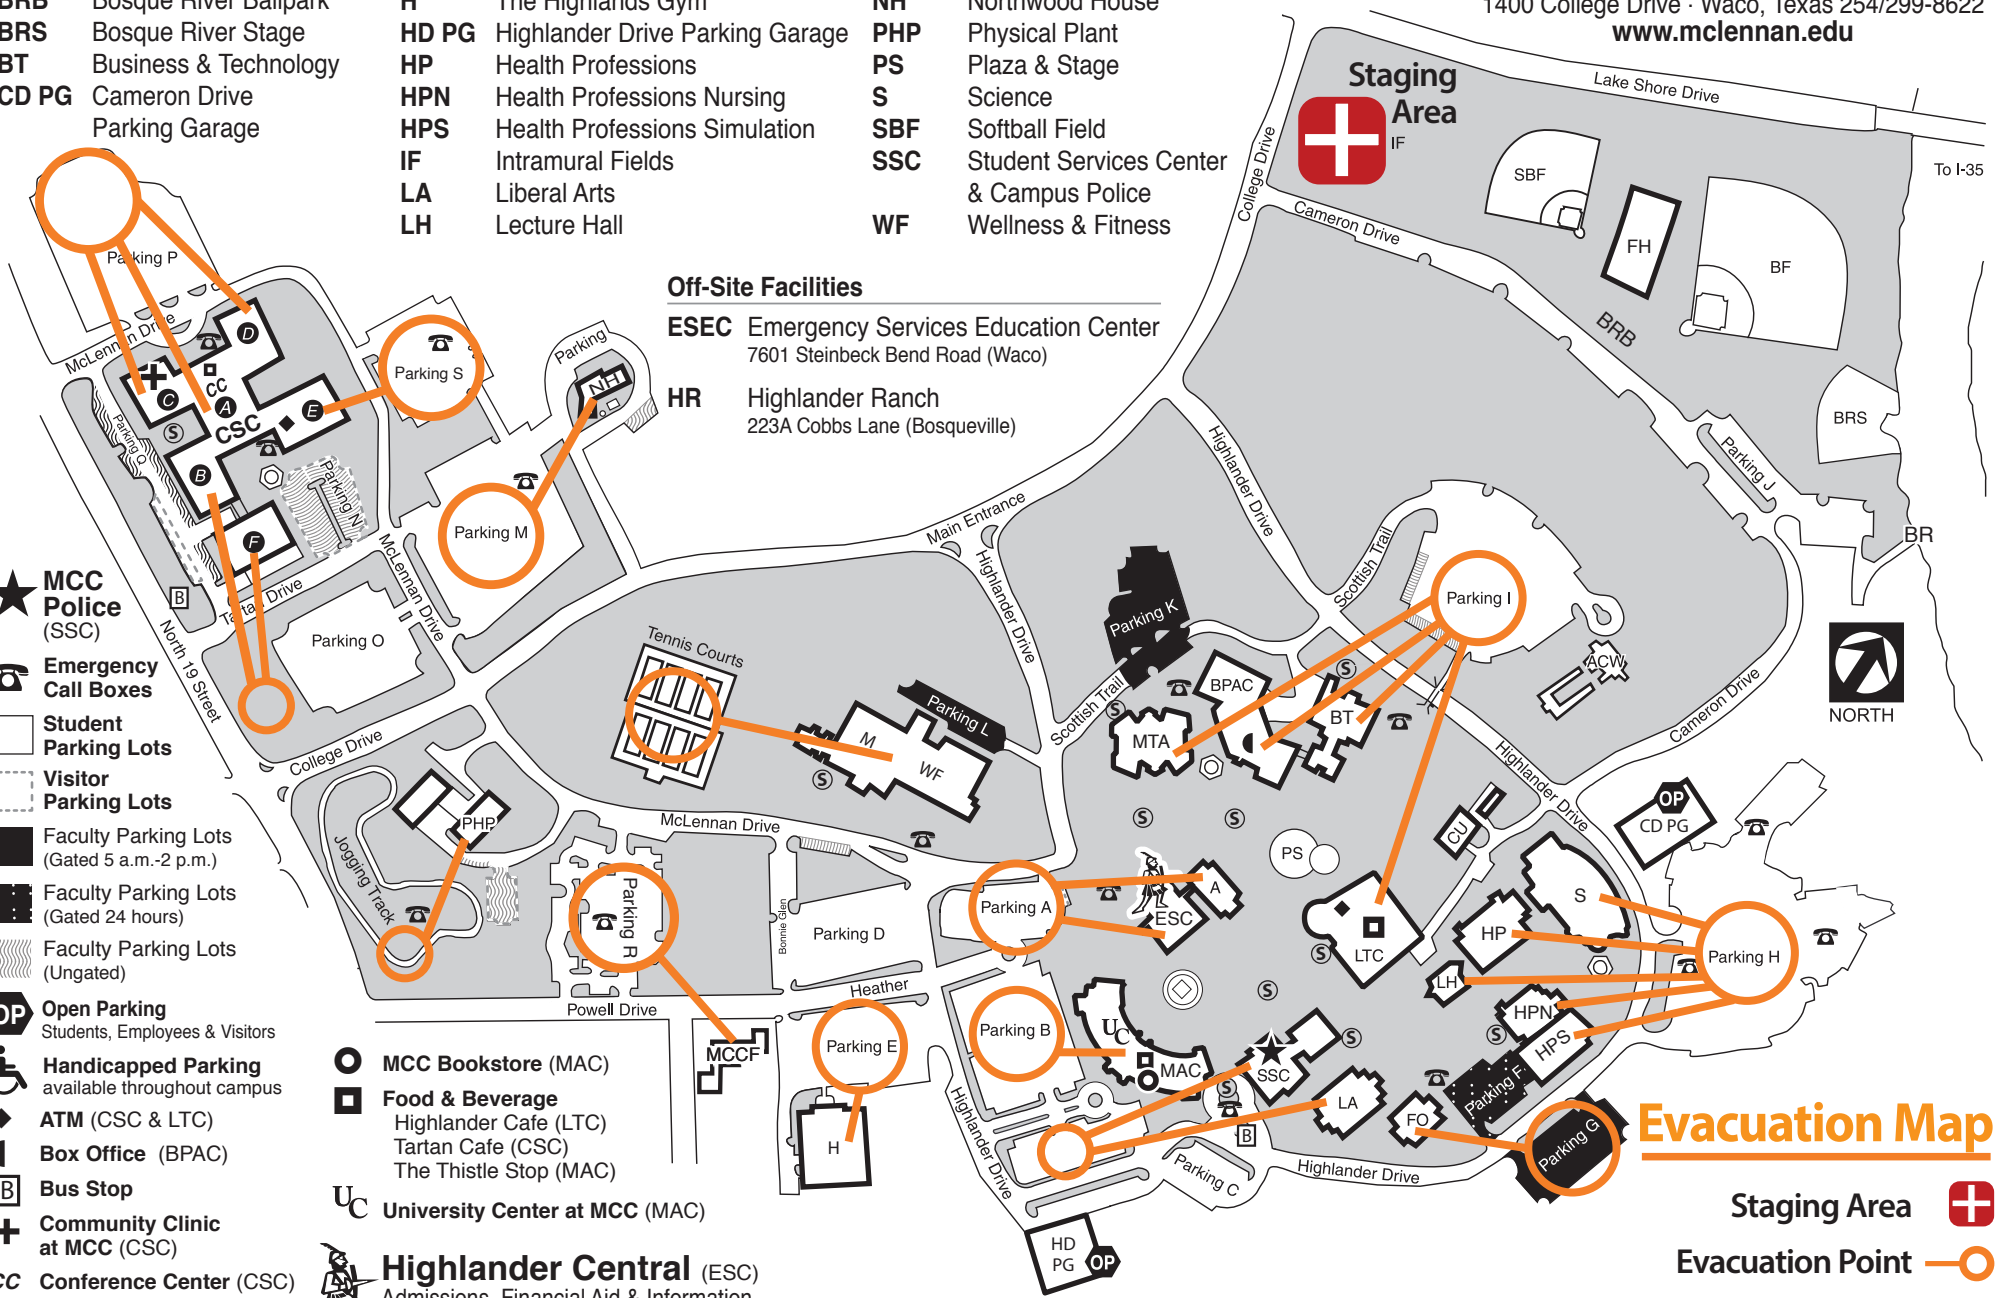 BRB Bosque River Ballpark
BRS Bosque River Stage
BT Business & Technology
CD PG Cameron Drive
Parking Garage
H The Highlands Gym
HD PG Highlander Drive Parking Garage
HP Health Professions
HPN Health Professions Nursing
HPS Health Professions Simulation
IF Intramural Fields
LA Liberal Arts
LH Lecture Hall
NH Northwood House
PHP Physical Plant
PS Plaza & Stage
S Science
SBF Softball Field
SSC Student Services Center
& Campus Police
WF Wellness & Fitness
1400 College Drive · Waco, Texas 254/299-8622
www.mclennan.edu
Off-Site Facilities
ESEC Emergency Services Education Center
7601 Steinbeck Bend Road (Waco)
HR Highlander Ranch
223A Cobbs Lane (Bosqueville)
Staging
Area
IF
Lake Shore Drive
To I-35
College Drive
Cameron Drive
SBF
FH
BF
BRB
BRS
Parking J
BR
NORTH
Parking P
McLennan Drive
D
C
CC
A
CSC
E
S
B
F
Parking Q
Parking N
Parking S
Parking
NH
Parking M
McLennan Drive
Tartan Drive
B
Parking O
North 19 Street
College Drive
Main Entrance
Highlander Drive
Highlander Drive
Scottish Trail
Parking I
Parking K
Scottish Trail
ACW
Cameron Drive
Highlander Drive
Tennis Courts
Parking L
M
WF
S
BPAC
S
BT
S
MTA
S
S
PS
CU
OP
CD PG
Jogging Track
PHP
McLennan Drive
Parking R
Bonnie Glen
Parking D
Heather
Powell Drive
MCCF
Parking E
H
Parking A
A
ESC
Parking B
UC
MAC
LTC
S
S
HP
S
LH
HPN
HPS
S
Parking H
SSC
S
S
LA
FO
Parking F
Parking G
B
Parking C
Highlander Drive
Highlander Drive
HD
PG
OP
MCC
Police
(SSC)
Emergency
Call Boxes
Student
Parking Lots
Visitor
Parking Lots
Faculty Parking Lots
(Gated 5 a.m.-2 p.m.)
Faculty Parking Lots
(Gated 24 hours)
Faculty Parking Lots
(Ungated)
OP Open Parking
Students, Employees & Visitors
Handicapped Parking
available throughout campus
ATM (CSC & LTC)
Box Office (BPAC)
B Bus Stop
Community Clinic
at MCC (CSC)
CC Conference Center (CSC)
MCC Bookstore (MAC)
Food & Beverage
Highlander Cafe (LTC)
Tartan Cafe (CSC)
The Thistle Stop (MAC)
UC University Center at MCC (MAC)
Highlander Central (ESC)
Admissions, Financial Aid & Information
Evacuation Map
Staging Area
Evacuation Point